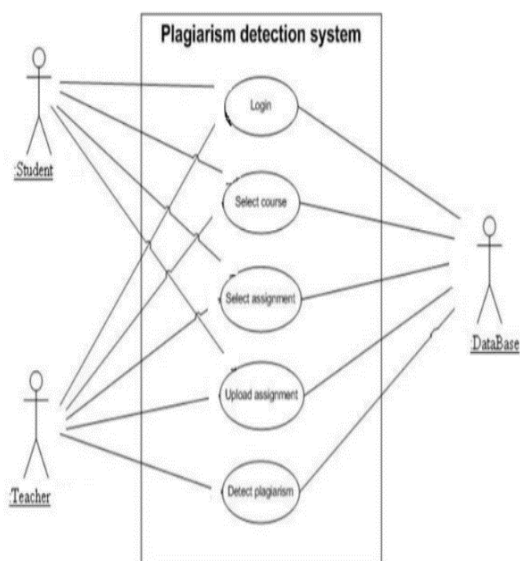 Plagiarism detection system
Login
:Student
Select course
Select assignment
:DataBase
Upload assignment
:Teacher
Detect plagiarism